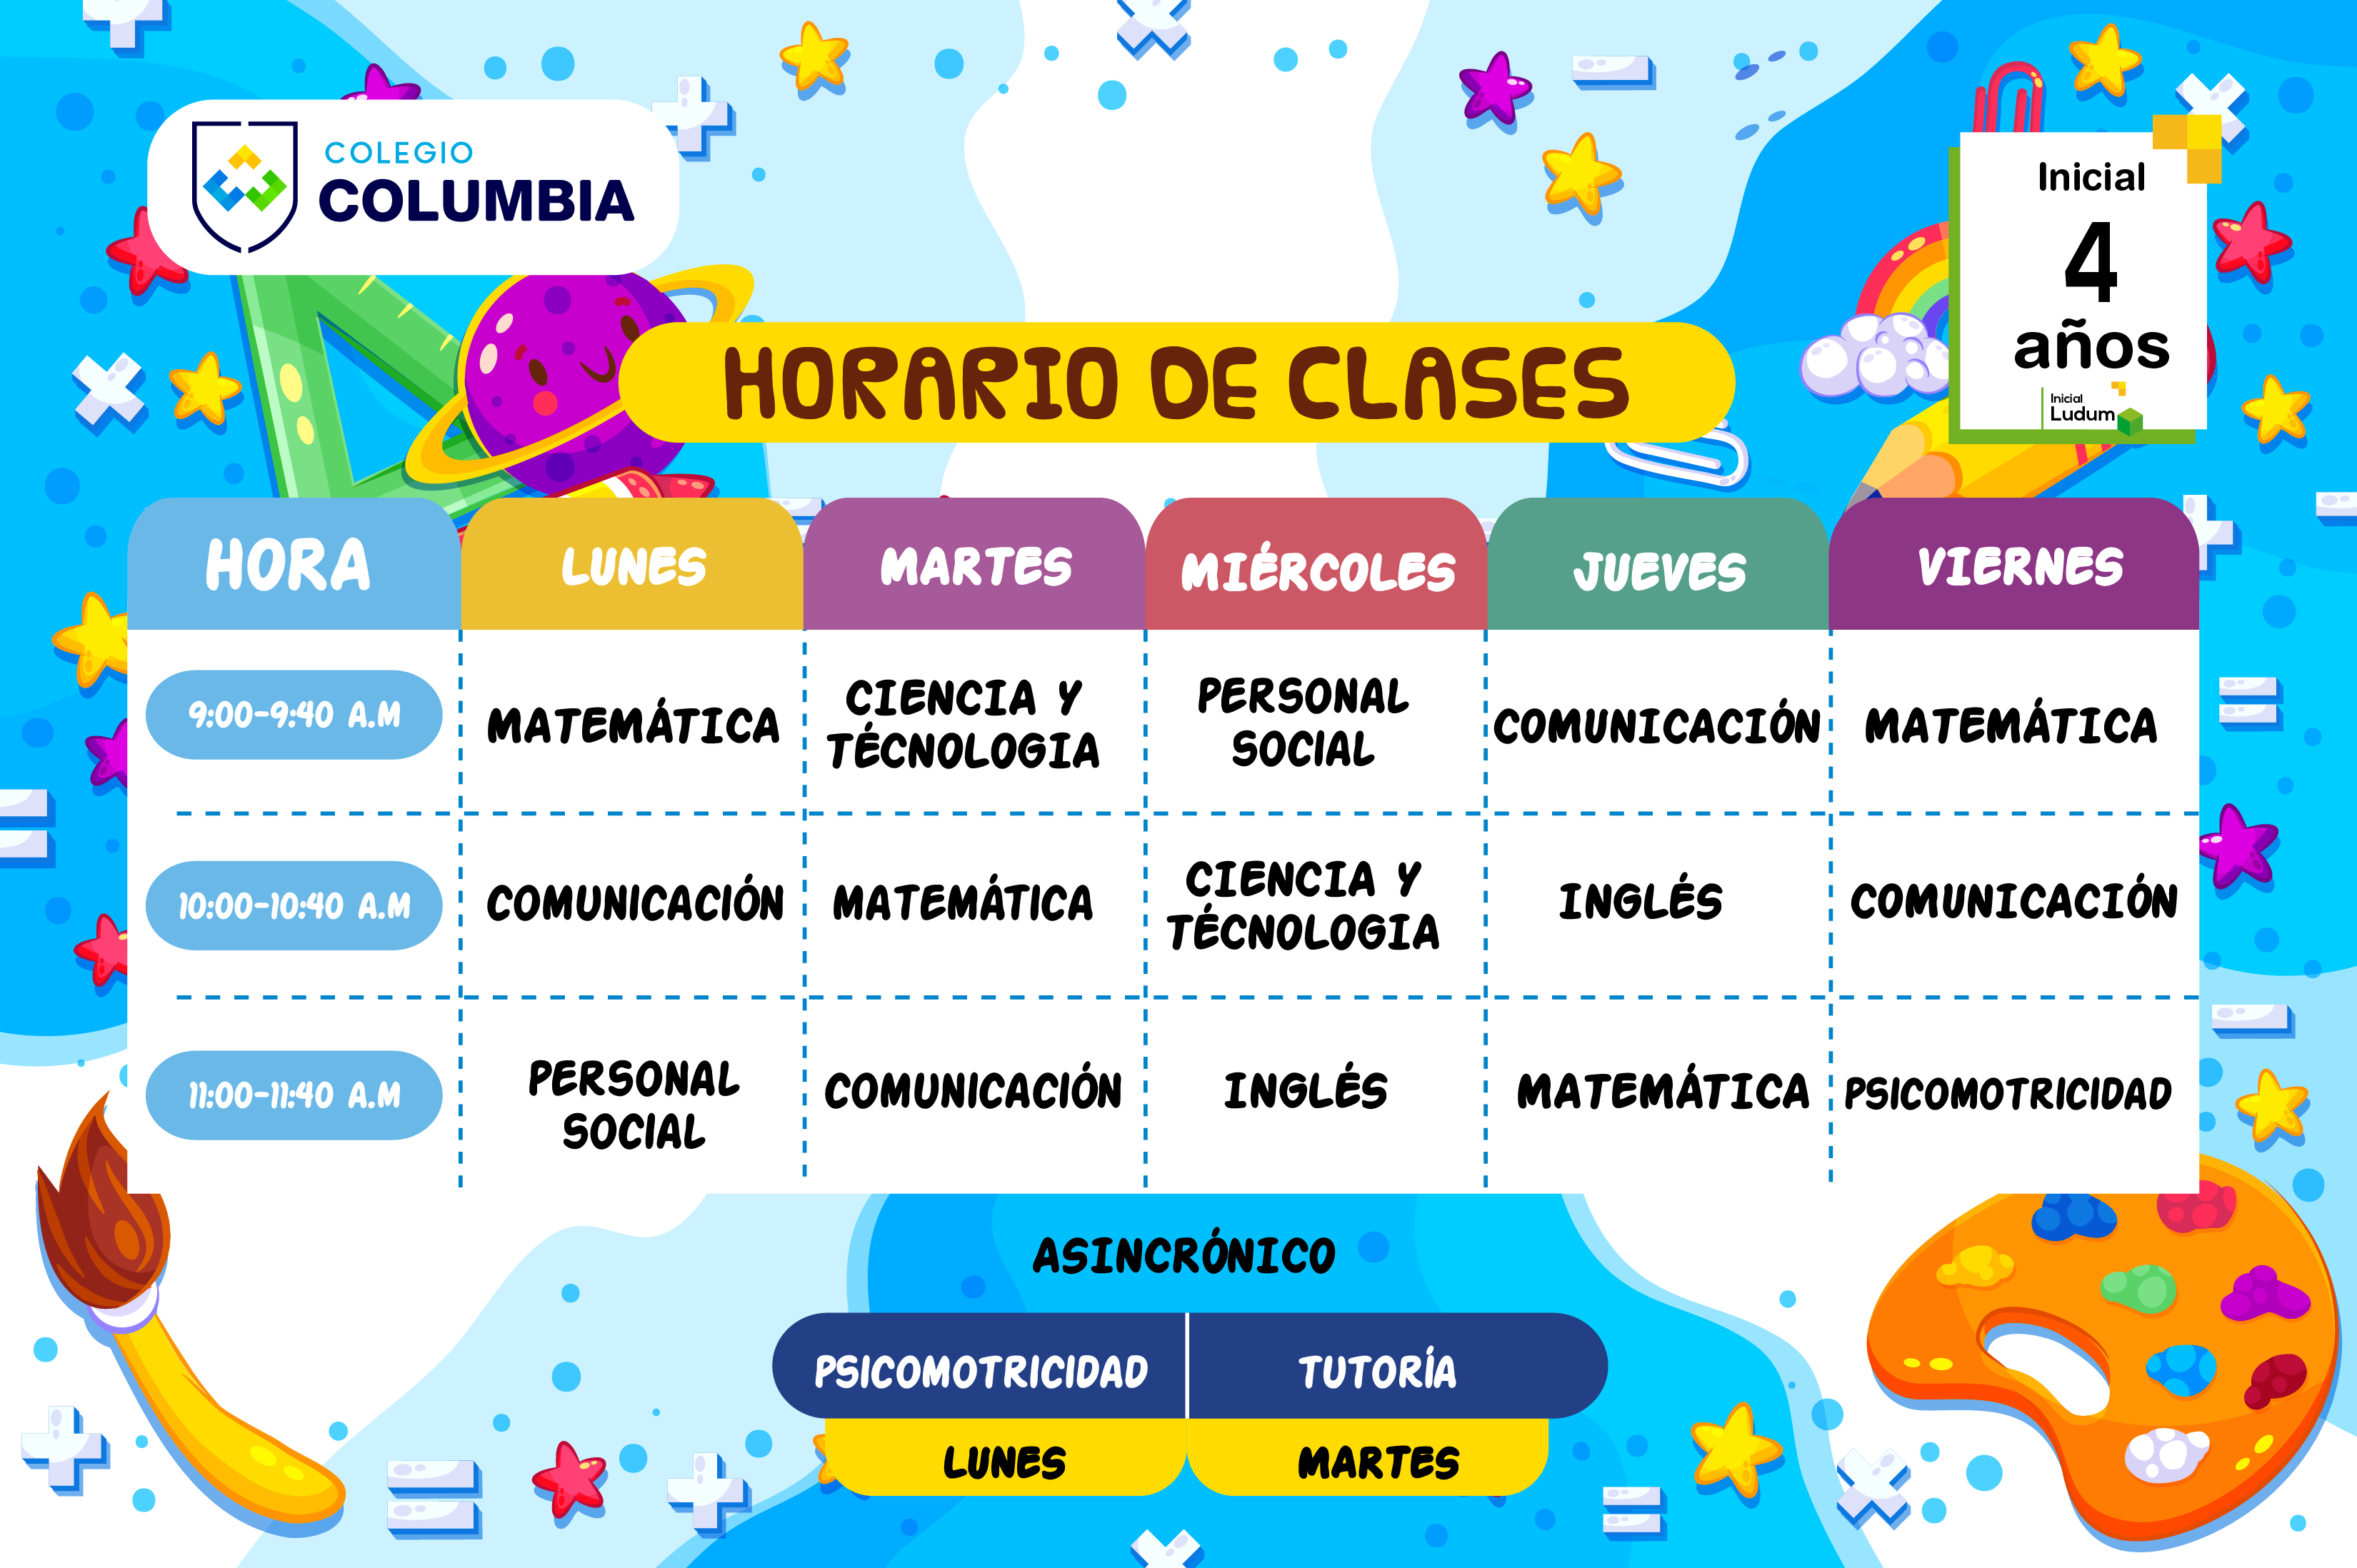 COLEGIO
COLUMBIA
Inicial
4
años
Inicial
Ludum
HORARIO DE CLASES
HORA LUNES MARTES MIÉRCOLES JUEVES VIERNES
9:00-9:40 A.M MATEMÁTICA CIENCIA Y TÉCNOLOGIA PERSONAL SOCIAL COMUNICACIÓN MATEMÁTICA
10:00-10:40 A.M COMUNICACIÓN MATEMÁTICA CIENCIA Y TÉCNOLOGIA INGLÉS COMUNICACIÓN
11:00-11:40 A.M PERSONAL SOCIAL COMUNICACIÓN INGLÉS MATEMÁTICA PSICOMOTRICIDAD
ASINCRÓNICO
PSICOMOTRICIDAD TUTORÍA
LUNES MARTES